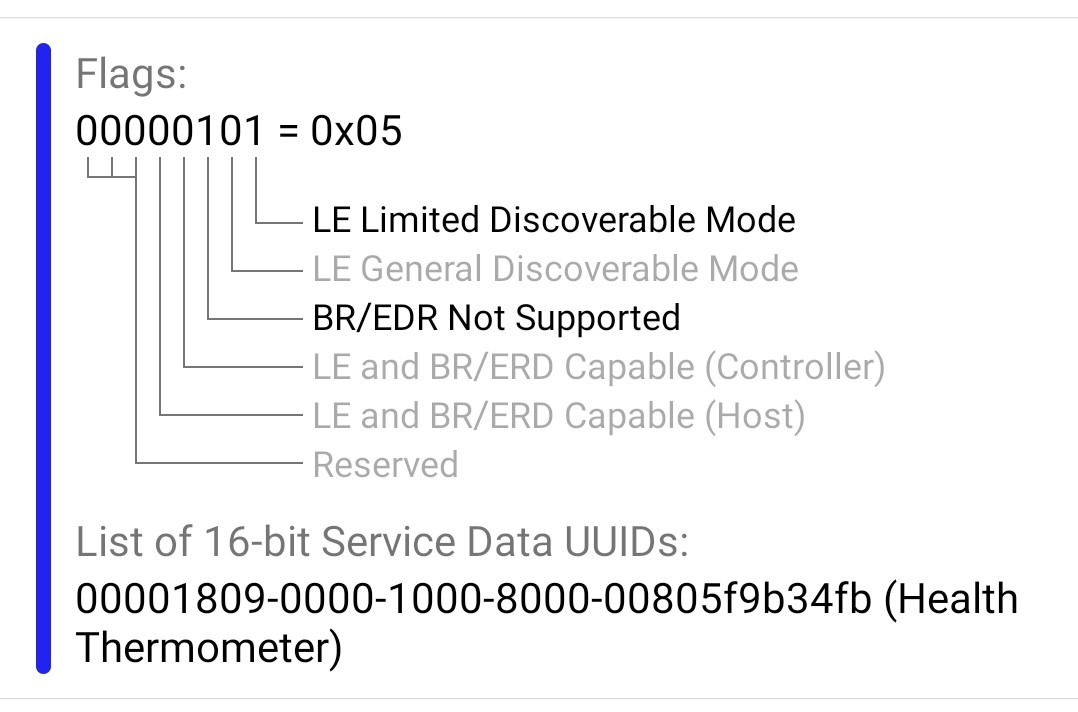 Flags:
00000101 = 0x05
LE Limited Discoverable Mode
LE General Discoverable Mode
BR/EDR Not Supported
LE and BR/ERD Capable (Controller)
LE and BR/ERD Capable (Host)
Reserved
List of 16-bit Service Data UUIDs:
00001809-0000-1000-8000-00805f9b34fb (Health
Thermometer)